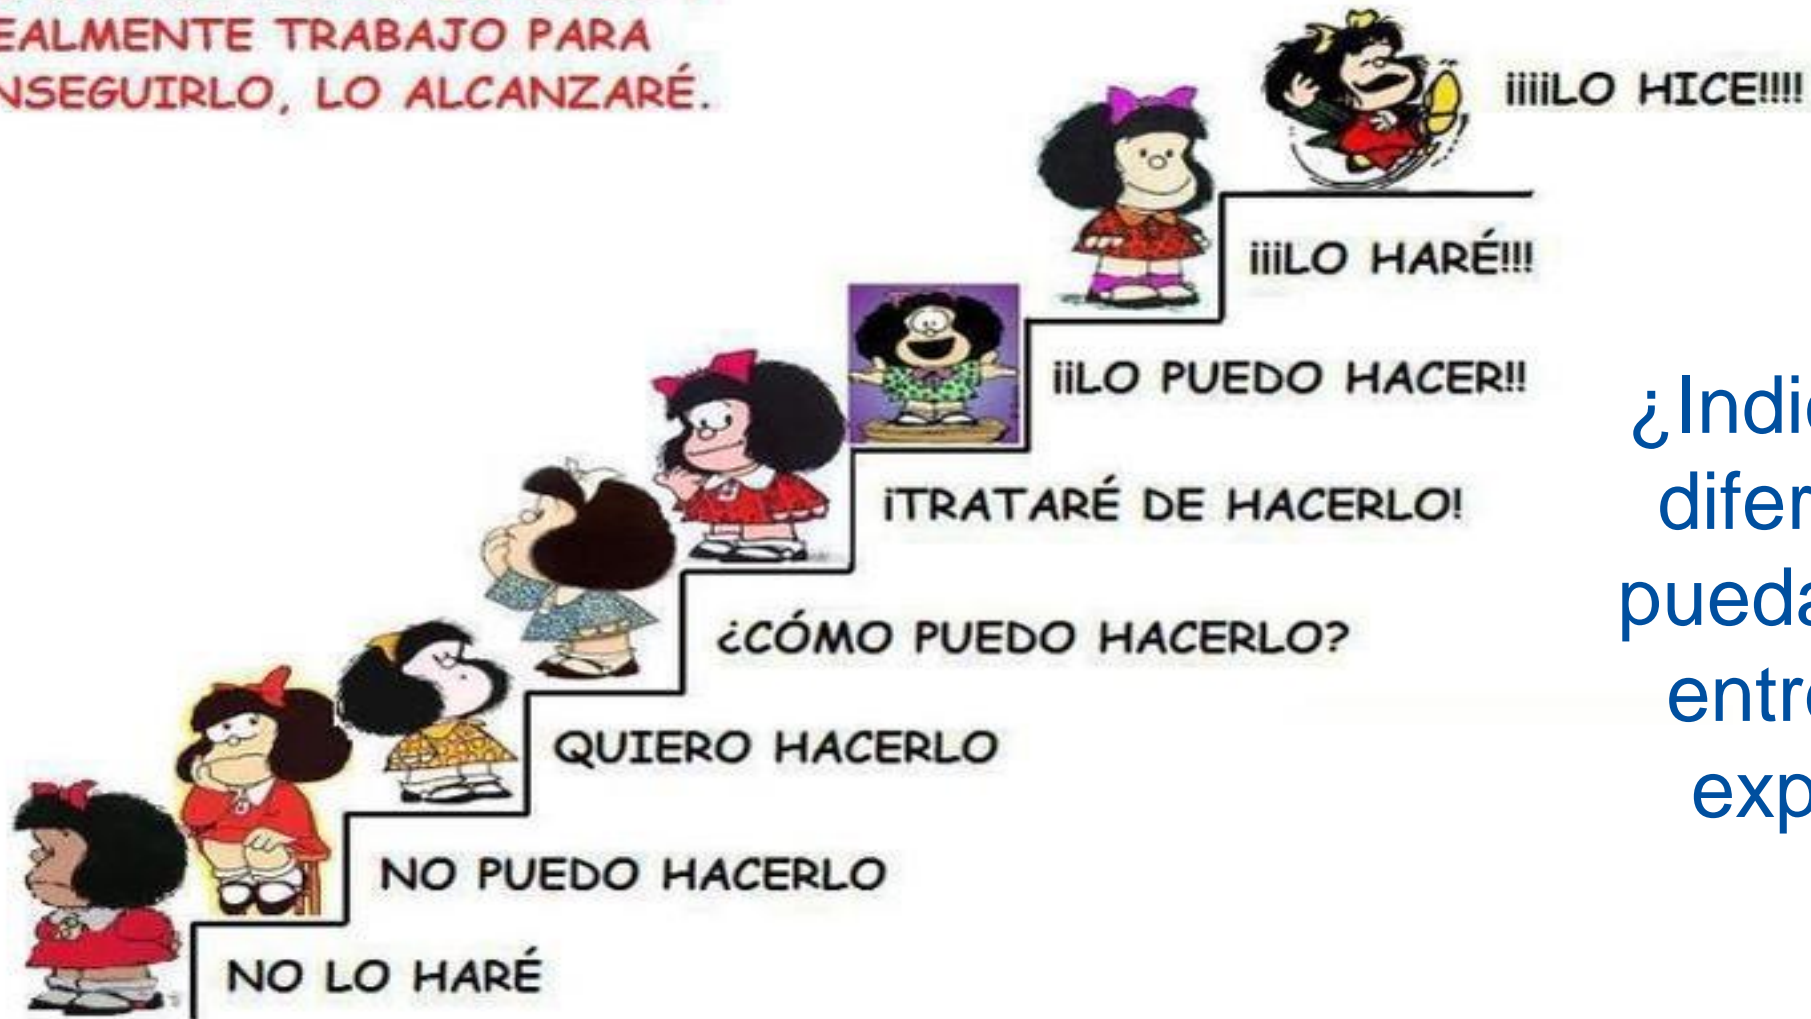 EALMENTE TRABAJO PARA
NSEGUIRLO, LO ALCANZARÉ.
¡¡¡¡LO HICE!!!!
¡¡¡LO HARÉ!!!
¡¡LO PUEDO HACER!!
¡TRATARÉ DE HACERLO!
¿CÓMO PUEDO HACERLO?
QUIERO HACERLO
NO PUEDO HACERLO
NO LO HARÉ
¿Indi
difer
pueda
entr
exp